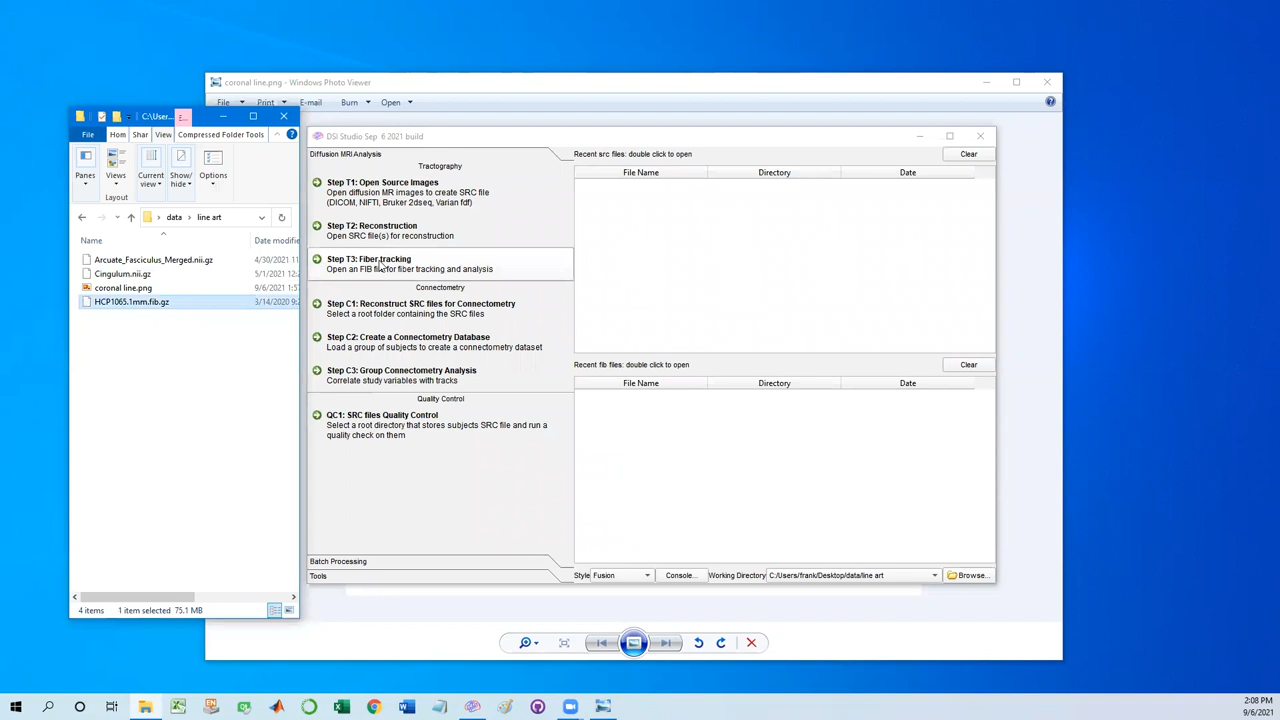 coronal line.png - Windows Photo Viewer
File Print E-mail Burn Open
C:\User...
File Hom Shar View Compressed Folder Tools
Panes Views Current view Show/hide Options
Layout
data line art
Name Date modifie
Arcuate_Fasciculus_Merged.nii.gz 4/30/2021 11
Cingulum.nii.gz 5/1/2021 12:
coronal line.png 9/6/2021 1:
HCP1065.1mm.fib.gz 3/14/2020 9:
4 items 1 item selected 75.1 MB
DSI Studio Sep 6 2021 build
Diffusion MRI Analysis
Tractography
Step T1: Open Source Images
Open diffusion MR images to create SRC file
(DICOM, NIFTI, Bruker 2dseq, Varian fdf)
Step T2: Reconstruction
Open SRC file(s) for reconstruction
Step T3: Fiber tracking
Open an FIB file for fiber tracking and analysis
Connectometry
Step C1: Reconstruct SRC files for Connectometry
Select a root folder containing the SRC files
Step C2: Create a Connectometry Database
Load a group of subjects to create a connectometry dataset
Step C3: Group Connectometry Analysis
Correlate study variables with tracks
Quality Control
QC1: SRC files Quality Control
Select a root directory that stores subjects SRC file and run a
quality check on them
Batch Processing
Tools
Recent src files: double click to open Clear
File Name Directory Date
Recent fib files: double click to open Clear
File Name Directory Date
Style Fusion Console... Working Directory C:/Users/frank/Desktop/data/line art Browse...
2:08 PM
9/6/2021